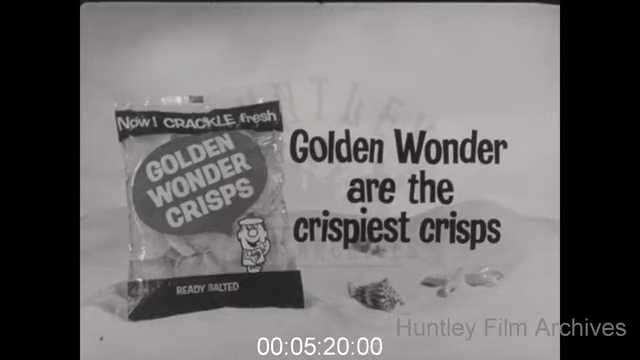 Now! CRACKLE fresh
GOLDEN
WONDER
CRISPS
READY SALTED
Golden Wonder
are the
crispiest crisps
HUNTLEY
Huntley Film Archives
00:05:20:00